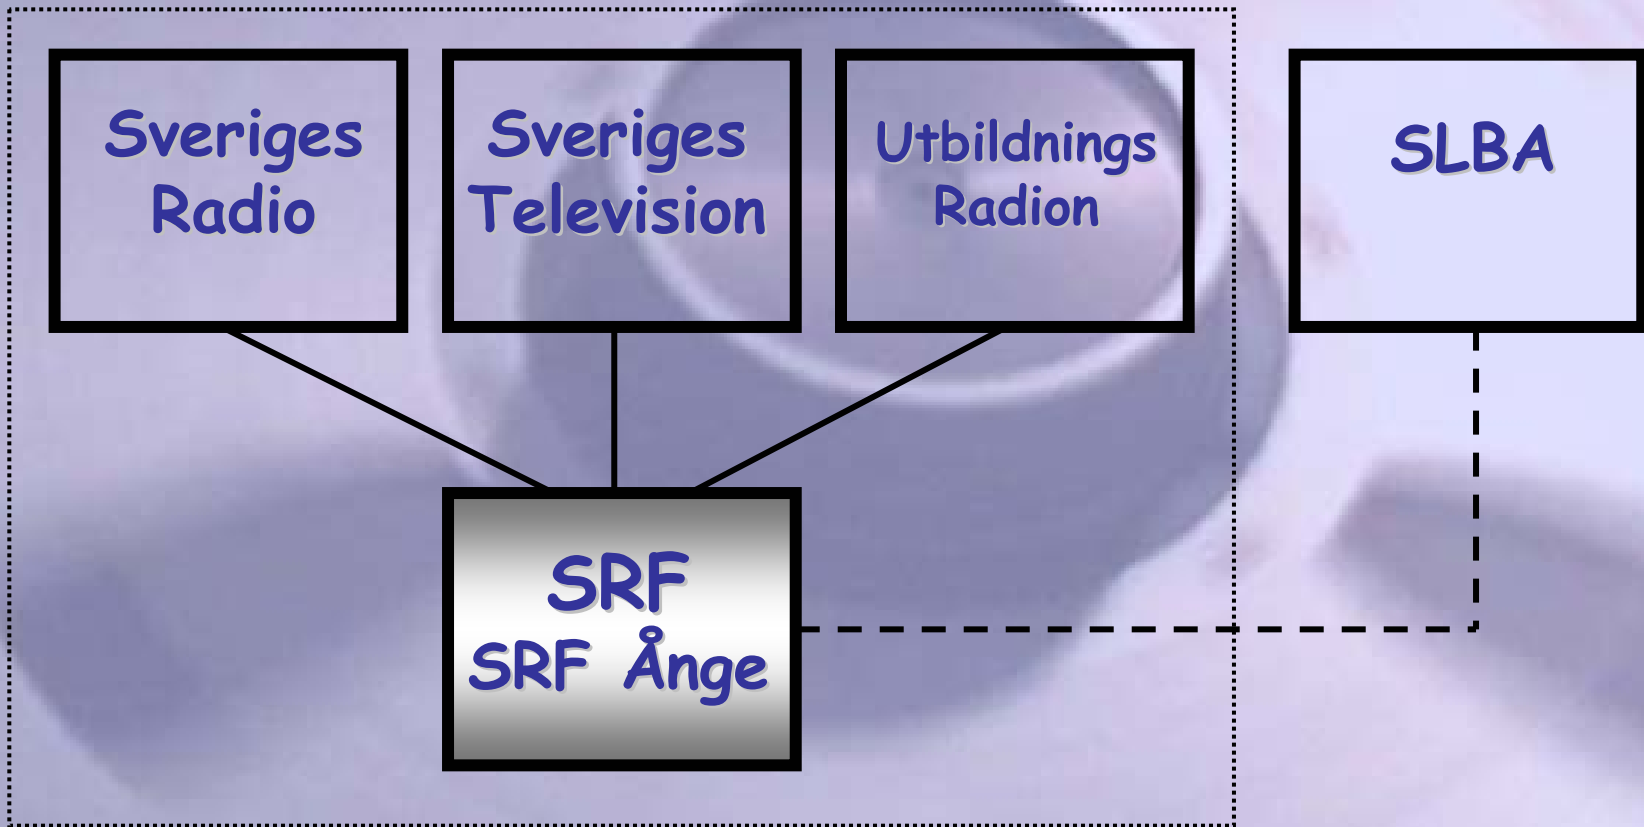 Sveriges
Radio
Sveriges
Television
Utbildnings
Radion
SLBA
SRF
SRF Ånge